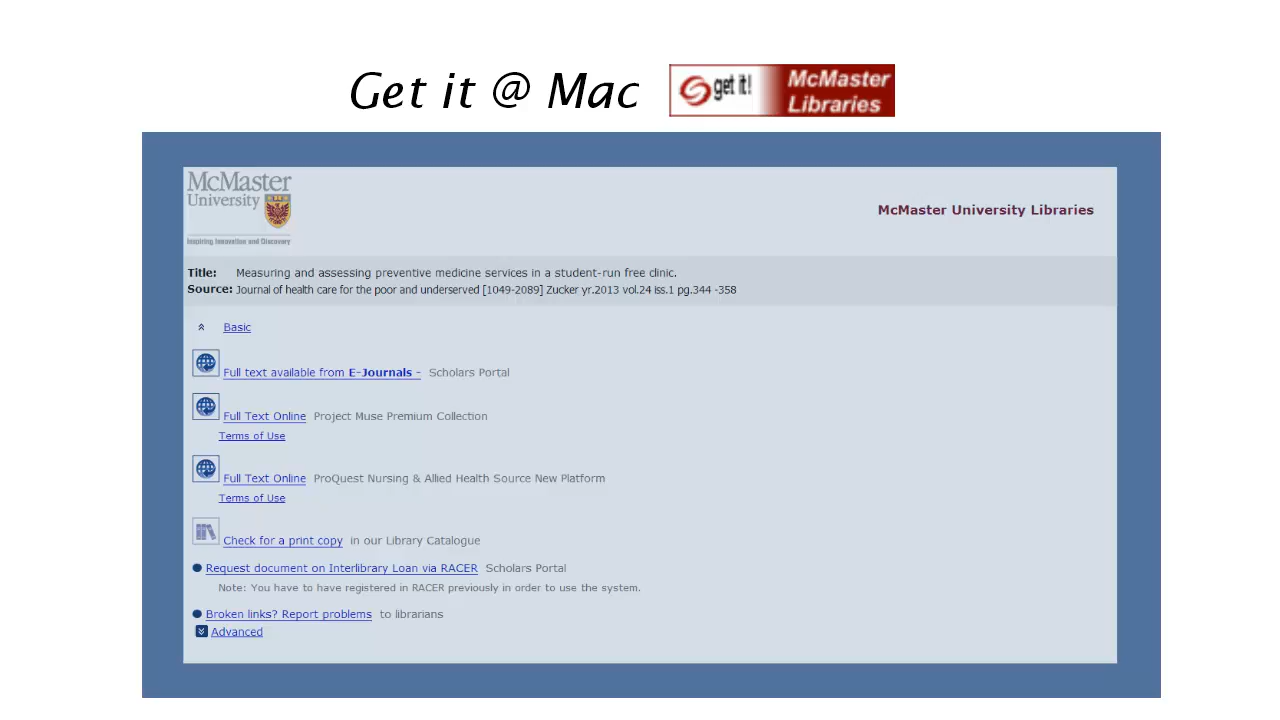 Get it @ Mac
get it! McMaster Libraries
McMaster
University
Inspiring Innovation and Discovery
McMaster University Libraries
Title: Measuring and assessing preventive medicine services in a student-run free clinic.
Source: Journal of health care for the poor and underserved [1049-2089] Zucker yr.2013 vol.24 iss.1 pg.344 -358
Basic
Full text available from E-Journals - Scholars Portal
Full Text Online Project Muse Premium Collection
Terms of Use
Full Text Online ProQuest Nursing & Allied Health Source New Platform
Terms of Use
Check for a print copy in our Library Catalogue
Request document on Interlibrary Loan via RACER Scholars Portal
Note: You have to have registered in RACER previously in order to use the system.
Broken links? Report problems to librarians
Advanced